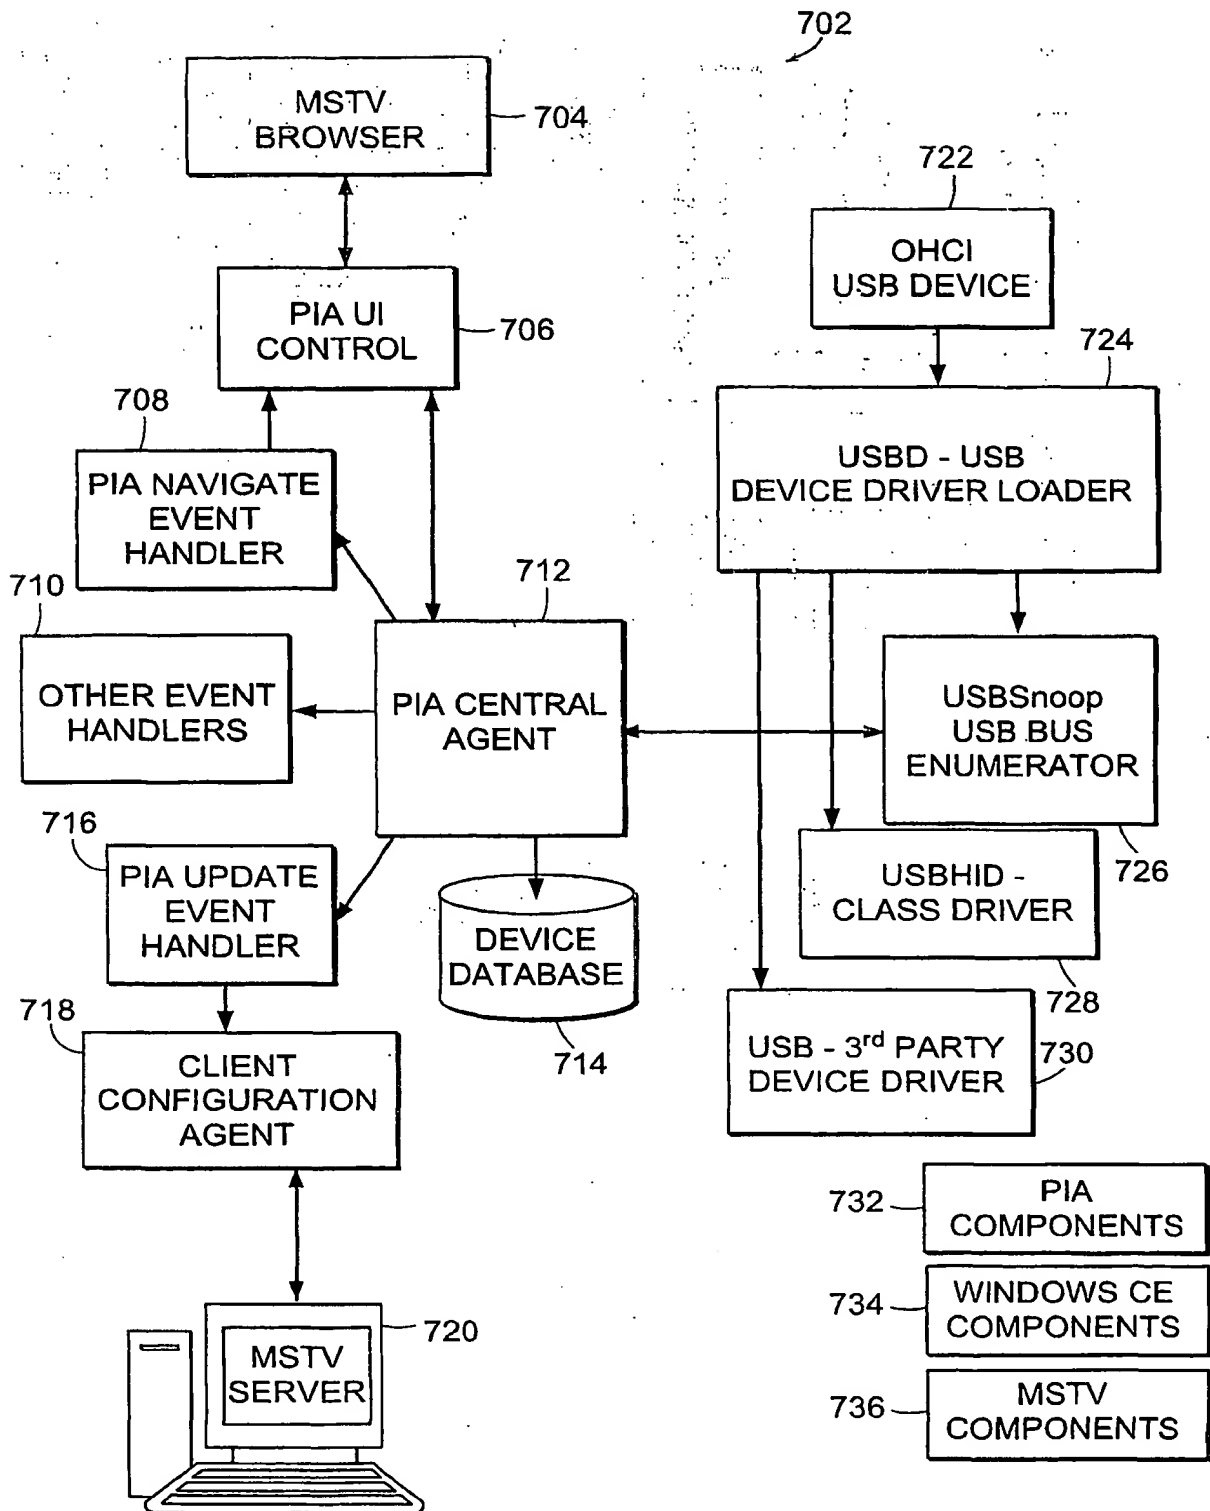 702
MSTV
BROWSER
704
722
OHCI
USB DEVICE
PIA UI
CONTROL
706
724
708
USBD - USB
DEVICE DRIVER LOADER
PIA NAVIGATE
EVENT
HANDLER
710
712
OTHER EVENT
HANDLERS
PIA CENTRAL
AGENT
USBSnoop
USB BUS
ENUMERATOR
726
716
PIA UPDATE
EVENT
HANDLER
USBHID -
CLASS DRIVER
728
DEVICE
DATABASE
714
718
CLIENT
CONFIGURATION
AGENT
USB - 3rd PARTY
DEVICE DRIVER
730
732
PIA
COMPONENTS
734
WINDOWS CE
COMPONENTS
736
MSTV
COMPONENTS
720
MSTV
SERVER